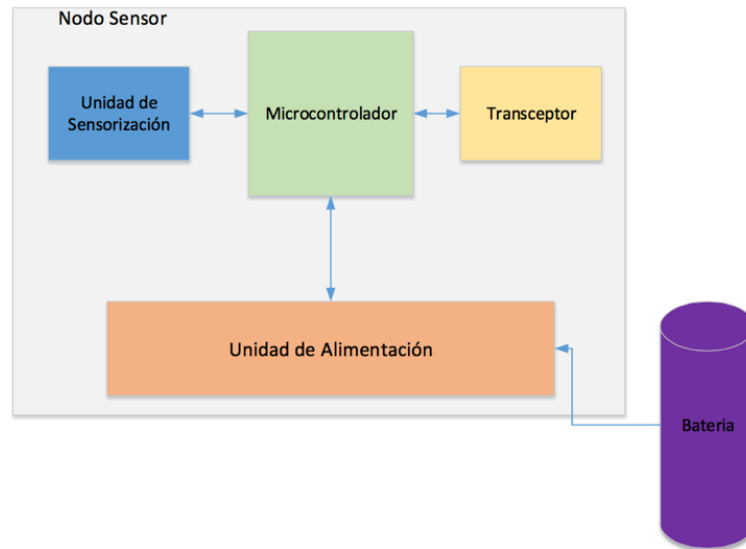 Nodo Sensor
Unidad de
Sensorización
Microcontrolador
Transceptor
Unidad de Alimentación
Bateria